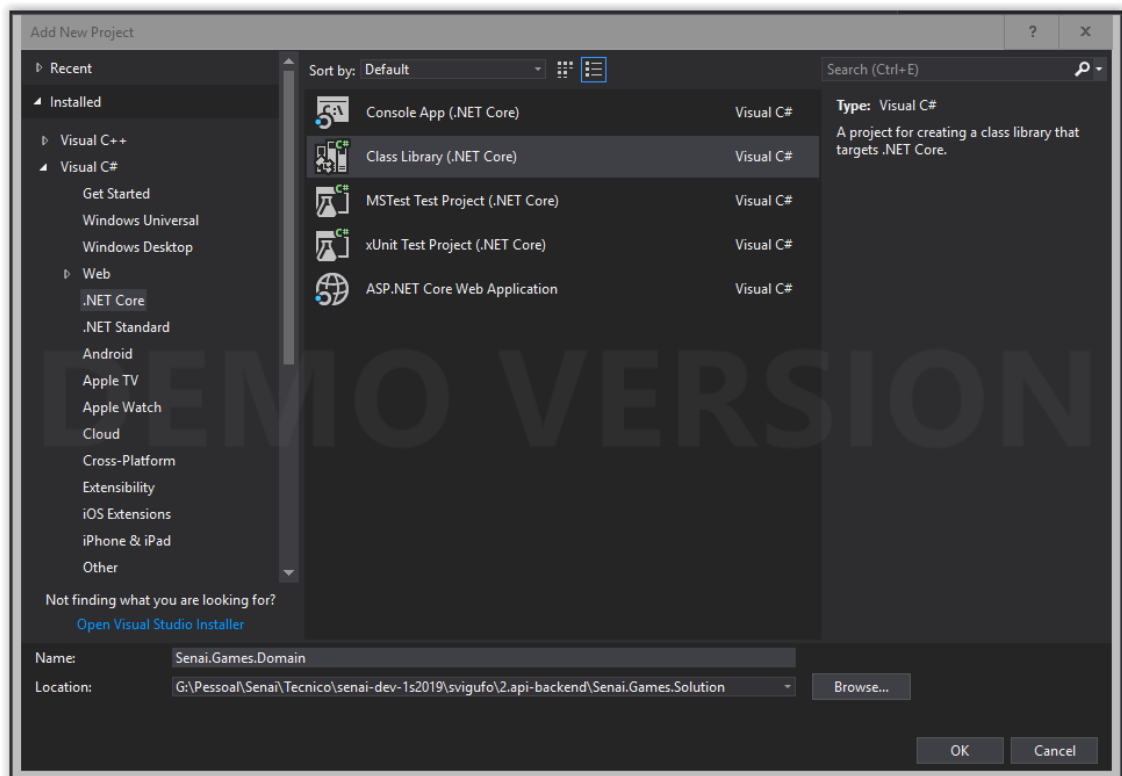 Add New Project
? X
Recent
Sort by: Default
Search (Ctrl+E)
Installed
Visual C++
Visual C#
Get Started
Windows Universal
Windows Desktop
Web
.NET Core
.NET Standard
Android
Apple TV
Apple Watch
Cloud
Cross-Platform
Extensibility
iOS Extensions
iPhone & iPad
Other
Not finding what you are looking for?
Open Visual Studio Installer
C:\ Console App (.NET Core) Visual C#
C# Class Library (.NET Core) Visual C#
C# MSTest Test Project (.NET Core) Visual C#
C# xUnit Test Project (.NET Core) Visual C#
ASP.NET Core Web Application Visual C#
Type: Visual C#
A project for creating a class library that
targets .NET Core.
DEMO VERSION
Name: Senai.Games.Domain
Location: G:\Pessoal\Senai\Tecnico\senai-dev-1s2019\svigufo\2.api-backend\Senai.Games.Solution Browse...
OK Cancel